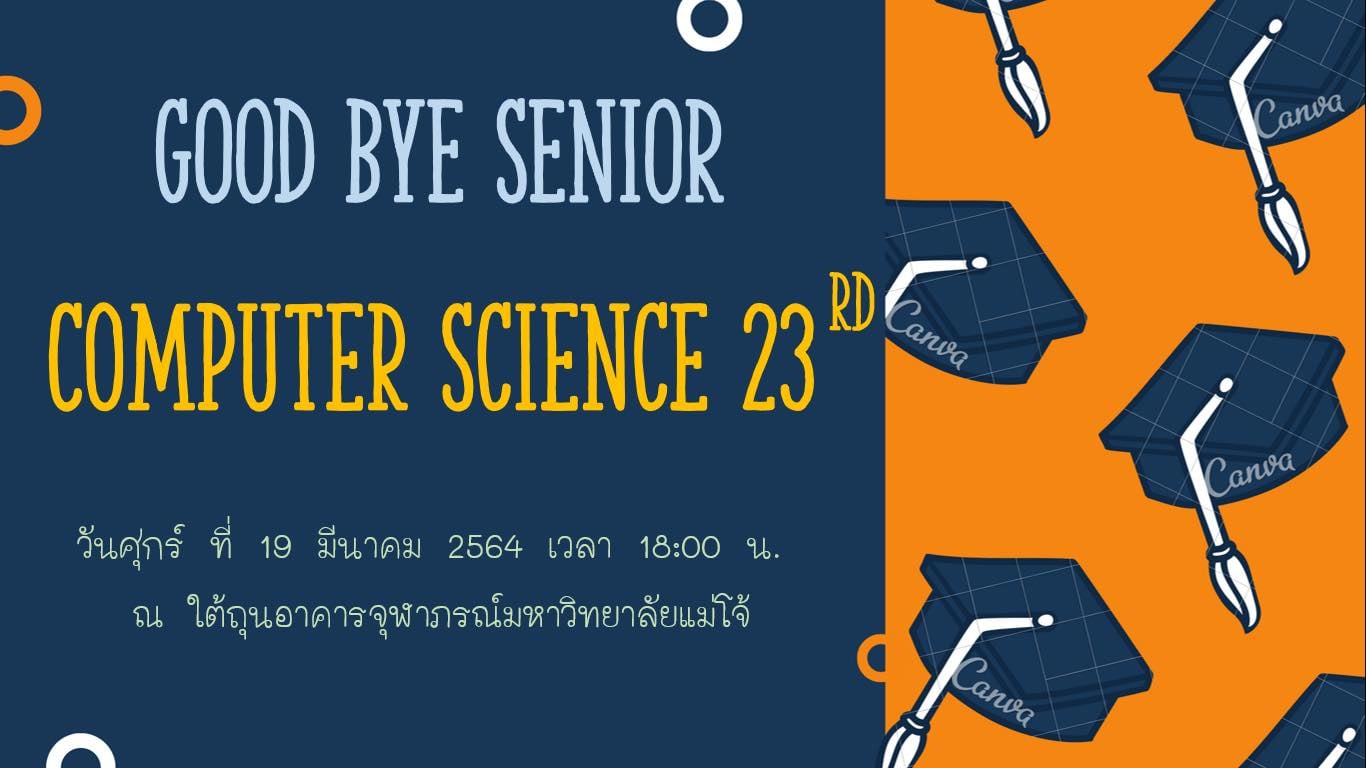 GOOD BYE SENIOR
COMPUTER SCIENCE 23RD
วันศุกร์ ที่ 19 มีนาคม 2564 เวลา 18:00 น.
ณ ใต้ถุนอาคารจุฬาภรณ์มหาวิทยาลัยแม่โจ้
Canva
Canva
Canva
Canva